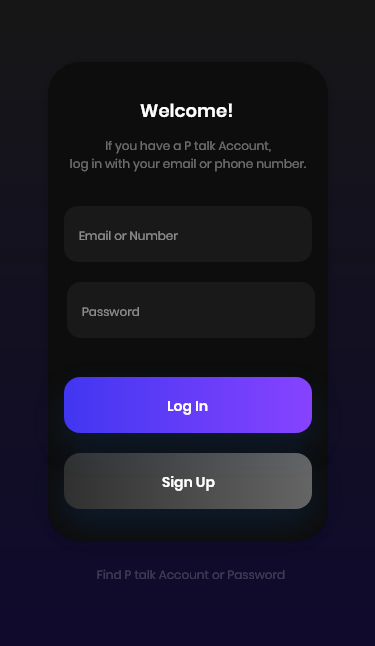 Welcome!
If you have a P talk Account,
log in with your email or phone number.
Email or Number
Password
Log In
Sign Up
Find P talk Account or Password